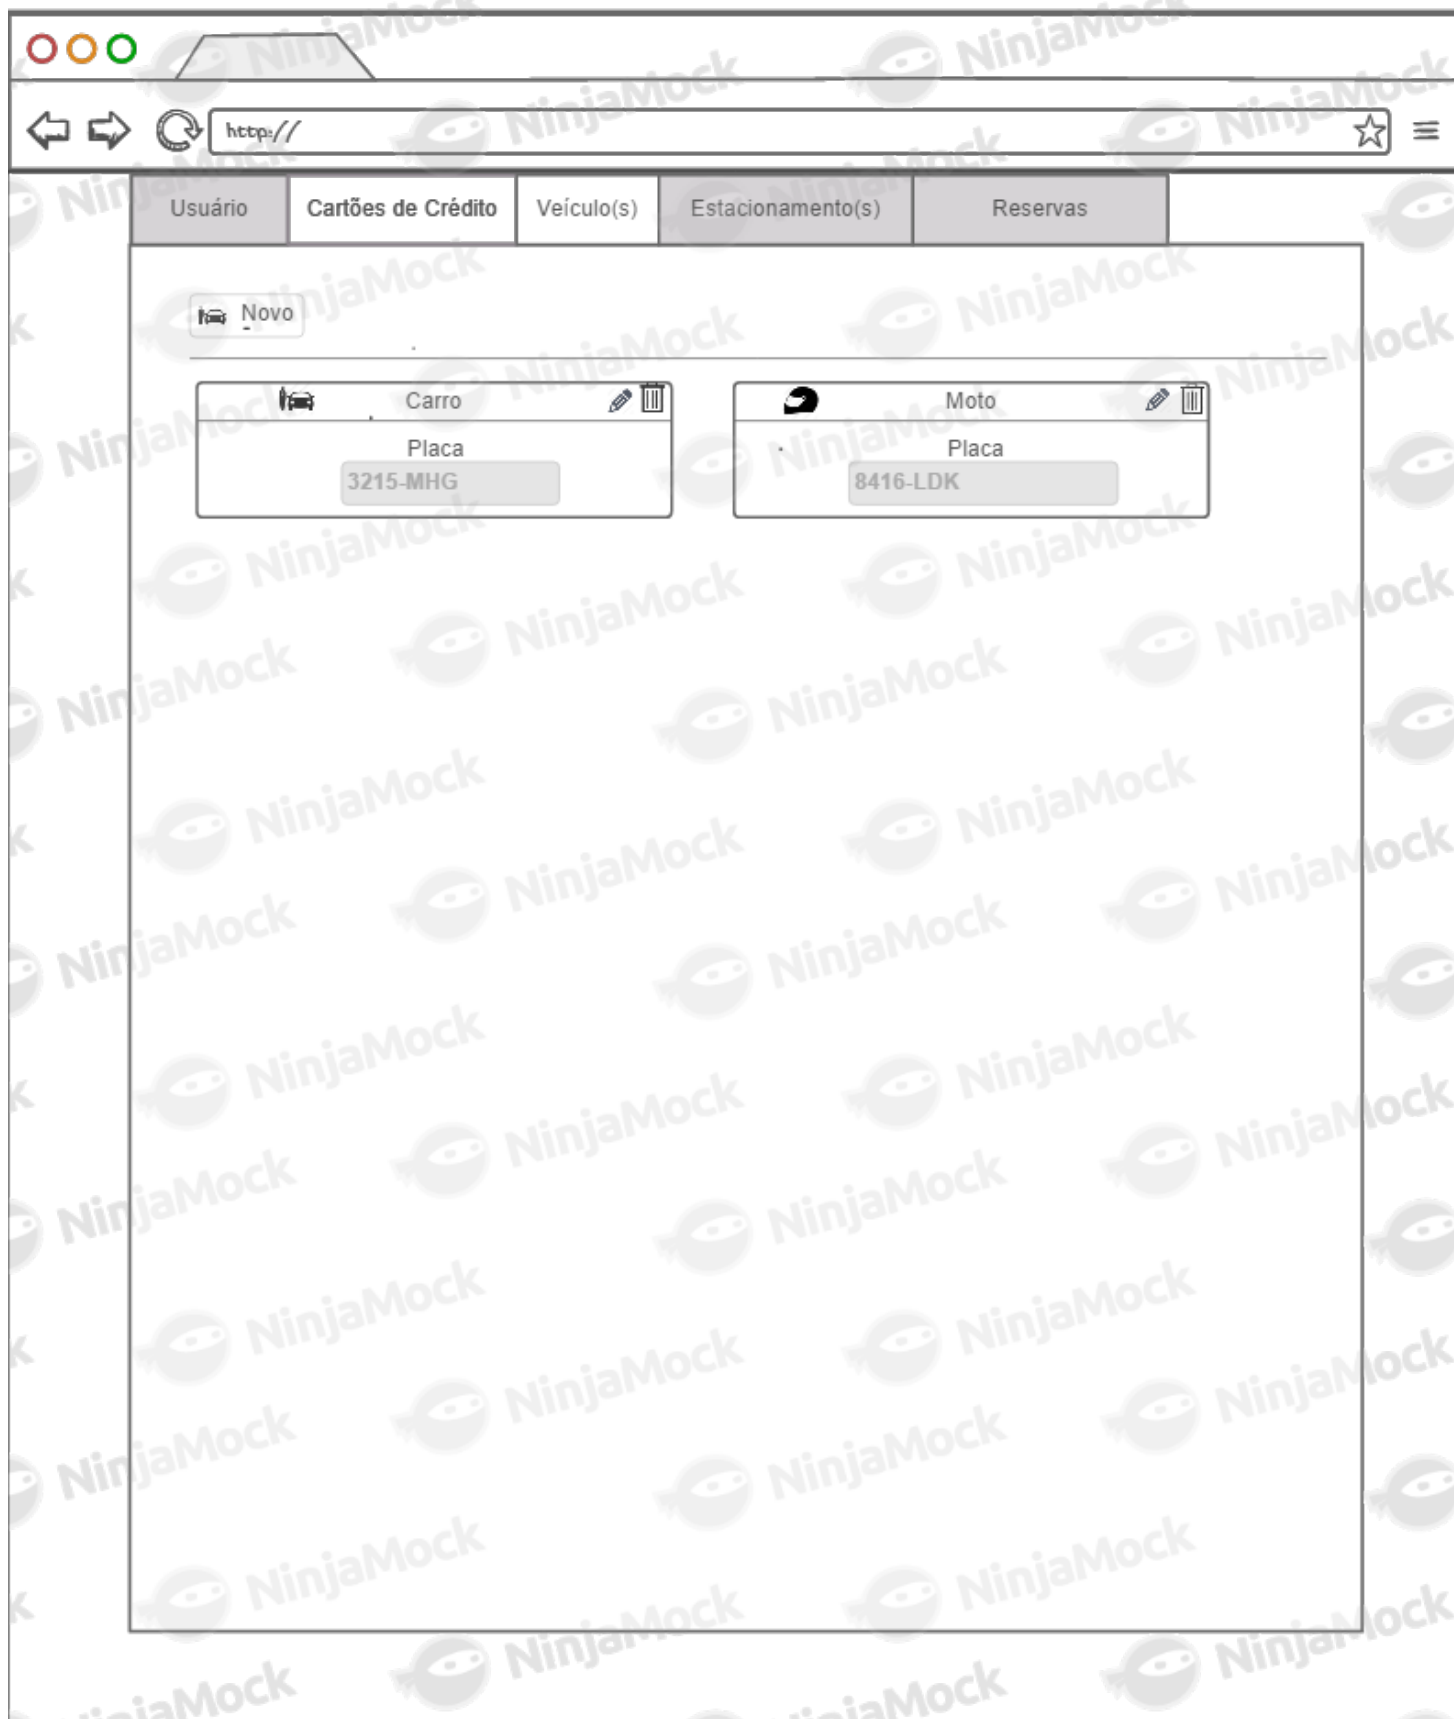 http://
Usuário Cartões de Crédito Veículo(s) Estacionamento(s) Reservas
Novo
Carro Moto
Placa Placa
3215-MHG 8416-LDK
NinjaMock